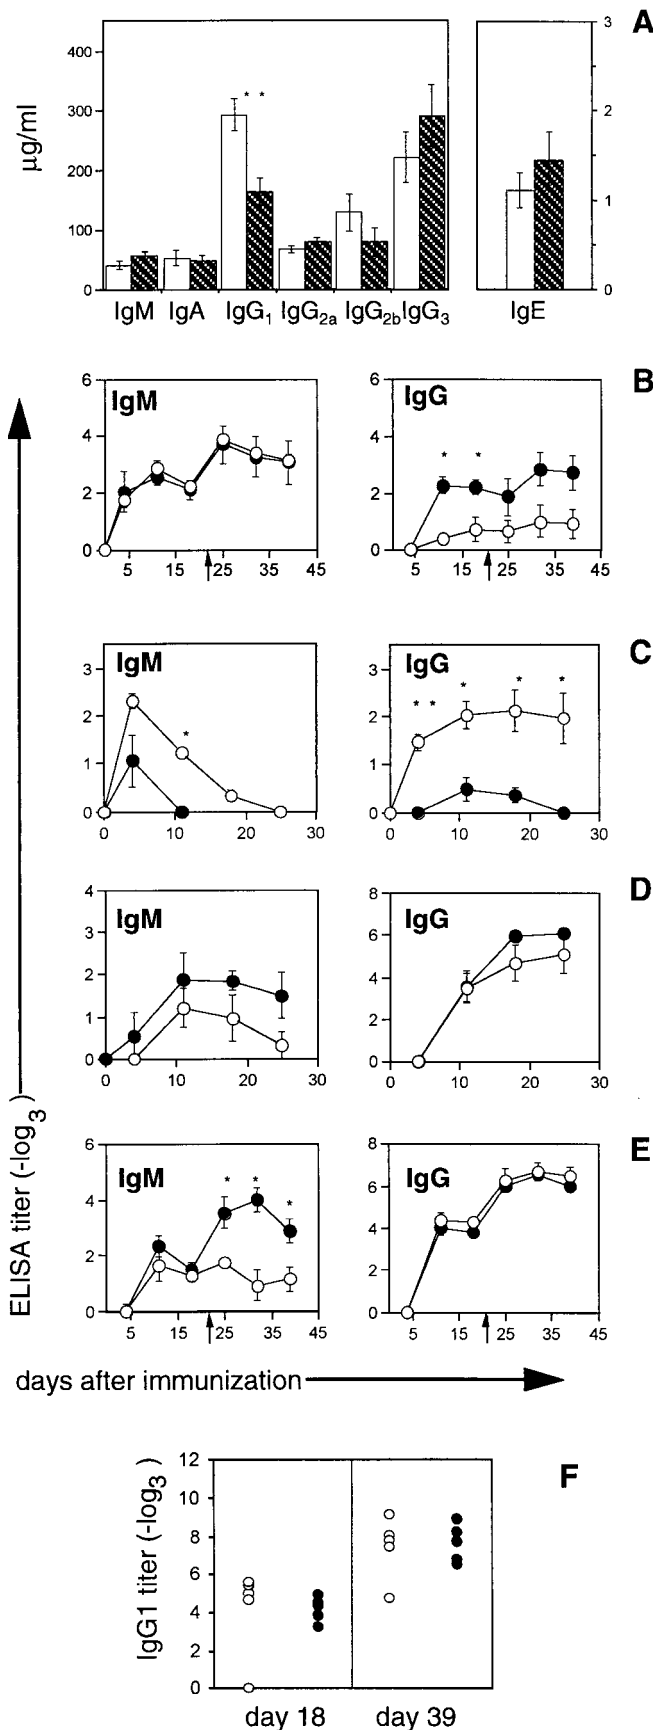 A
µg/ml
400
300
200
100
0
3
2
1
0
* *
IgM IgA IgG1 IgG2a IgG2b IgG3 IgE
B
IgM
6
4
2
0
5 15 25 35 45
IgG
6
4
2
0
* *
5 15 25 35 45
C
IgM
3
2
1
0
*
0 10 20 30
IgG
3
2
1
0
* * * * *
0 10 20 30
D
IgM
4
3
2
1
0
0 10 20 30
IgG
8
6
4
2
0
0 10 20 30
E
IgM
6
4
2
0
* * *
5 15 25 35 45
IgG
8
6
4
2
0
5 15 25 35 45
ELISA titer (-log3)
days after immunization
F
IgG1 titer (-log3)
12
10
8
6
4
2
0
day 18 day 39